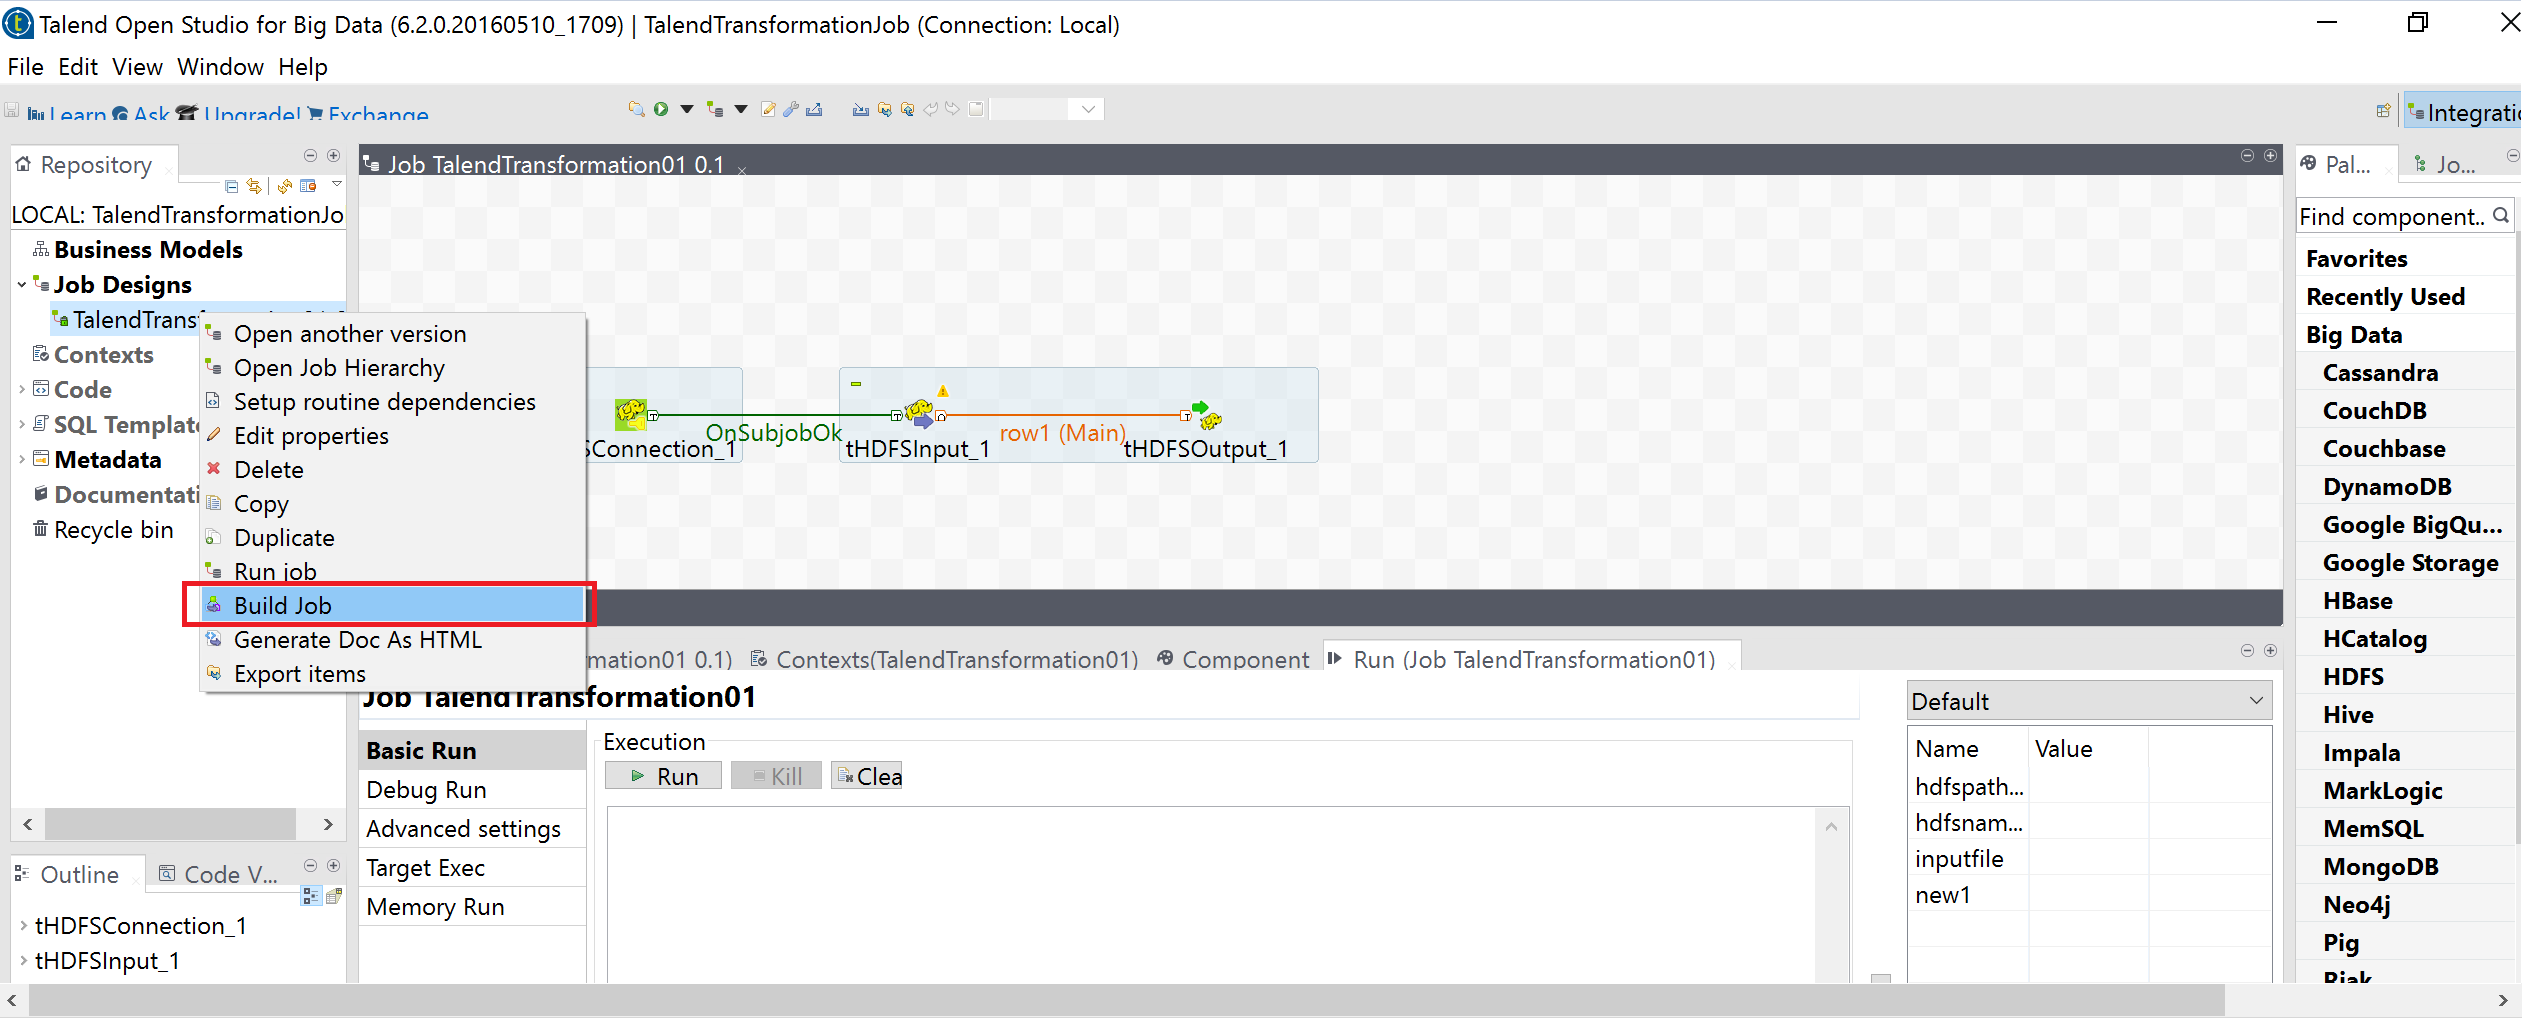 Talend Open Studio for Big Data (6.2.0.20160510_1709) | TalendTransformationJob (Connection: Local)
File Edit View Window Help
Learn Ask Upgrade! Exchange
Integratio
Repository
LOCAL: TalendTransformationJo
Business Models
Job Designs
TalendTrans
Contexts
Code
SQL Templat
Metadata
Documentati
Recycle bin
Open another version
Open Job Hierarchy
Setup routine dependencies
Edit properties
Delete
Copy
Duplicate
Run job
Build Job
Generate Doc As HTML
Export items
Job TalendTransformation01 0.1
OnSubjobOk
row1 (Main)
SConnection_1
tHDFSInput_1
tHDFSOutput_1
mation01 0.1)
Contexts(TalendTransformation01)
Component
Run (Job TalendTransformation01)
Job TalendTransformation01
Basic Run
Debug Run
Advanced settings
Target Exec
Memory Run
Execution
Run
Kill
Clea
Default
Name Value
hdfspath...
hdfsnam...
inputfile
new1
Outline
Code V...
tHDFSConnection_1
tHDFSInput_1
Pal...
Jo...
Find component..
Favorites
Recently Used
Big Data
Cassandra
CouchDB
Couchbase
DynamoDB
Google BigQu...
Google Storage
HBase
HCatalog
HDFS
Hive
Impala
MarkLogic
MemSQL
MongoDB
Neo4j
Pig
Riak